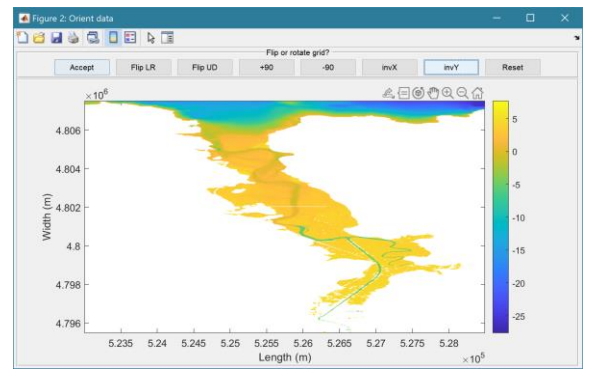 Figure 2: Orient data
Flip or rotate grid?
Accept Flip LR Flip UD +90 -90 invX invY Reset
×10⁶
4.806
4.804
4.802
4.8
4.798
4.796
Width (m)
5.235 5.24 5.245 5.25 5.255 5.26 5.265 5.27 5.275 5.28
Length (m)
×10⁵
5
0
-5
-10
-15
-20
-25